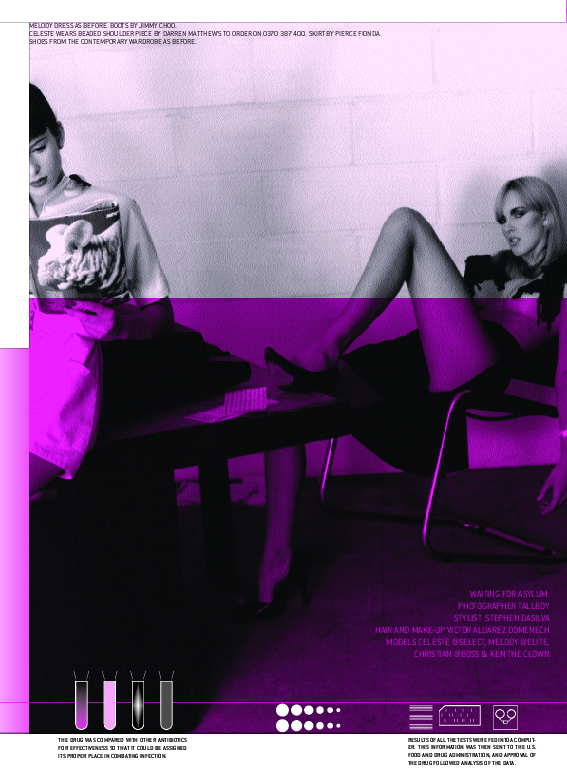 MELODY DRESS AS BEFORE. BOOTS BY JIMMY CHOO.
CELESTE WEARS BEADED SHOULDER PIECE BY DARREN MATTHEWS TO ORDER ON 0370 387400. SKIRT BY PIERCE FIONDA.
SHOES FROM THE CONTEMPORARY WARDROBE AS BEFORE.
WAITING FOR ASYLUM:
PHOTOGRAPHER TALLBOY
STYLIST STEPHEN DASILVA
HAIR AND MAKE-UP VICTOR ALVAREZ DOMENECH
MODELS CELESTE @SELECT, MELODY @ELITE,
CHRISTIAN @BOSS & KEN THE CLOWN
THE DRUG WAS COMPARED WITH OTHER ANTIBIOTICS
FOR EFFECTIVENESS SO THAT IT COULD BE ASSIGNED
ITS PROPER PLACE IN COMBATING INFECTION.
RESULTS OF ALL THE TESTS WERE FED INTO A COMPUT-
ER. THIS INFORMATION WAS THEN SENT TO THE U.S.
FOOD AND DRUG ADMINISTRATION, AND APPROVAL OF
THE DRUG FOLLOWED ANALYSIS OF THE DATA.